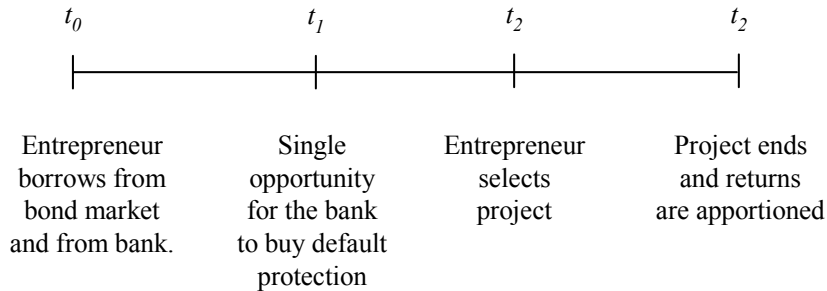 t0 t1 t2 t2
Entrepreneur
borrows from
bond market
and from bank.
Single
opportunity
for the bank
to buy default
protection
Entrepreneur
selects
project
Project ends
and returns
are apportioned